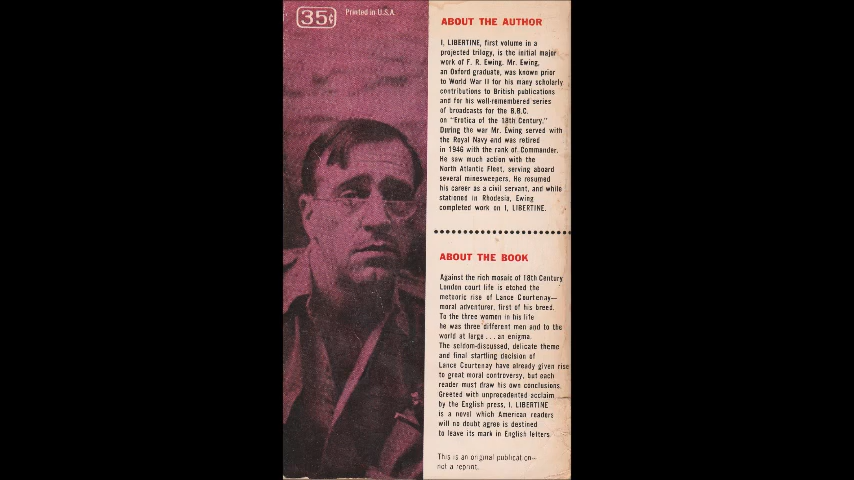 35¢
Printed in U.S.A.
ABOUT THE AUTHOR
I, LIBERTINE, first volume in a
projected trilogy, is the initial major
work of F. R. Ewing. Mr. Ewing,
an Oxford graduate, was known prior
to World War II for his many scholarly
contributions to British publications
and for his well-remembered series
of broadcasts for the B.B.C.
on "Erotica of the 18th Century."
During the war Mr. Ewing served with
the Royal Navy and was retired
in 1946 with the rank of Commander.
He saw much action with the
North Atlantic Fleet, serving aboard
several minesweepers. He resumed
his career as a civil servant, and while
stationed in Rhodesia, Ewing
completed work on I, LIBERTINE.
ABOUT THE BOOK
Against the rich mosaic of 18th Century
London court life is etched the
meteoric rise of Lance Courtenay—
moral adventurer, first of his breed.
To the three women in his life
he was three different men and to the
world at large . . . an enigma.
The seldom-discussed, delicate theme
and final startling decision of
Lance Courtenay have already given rise
to great moral controversy, but each
reader must draw his own conclusions.
Greeted with unprecedented acclaim
by the English press, I, LIBERTINE
is a novel which American readers
will no doubt agree is destined
to leave its mark in English letters.
This is an original publication—
not a reprint.